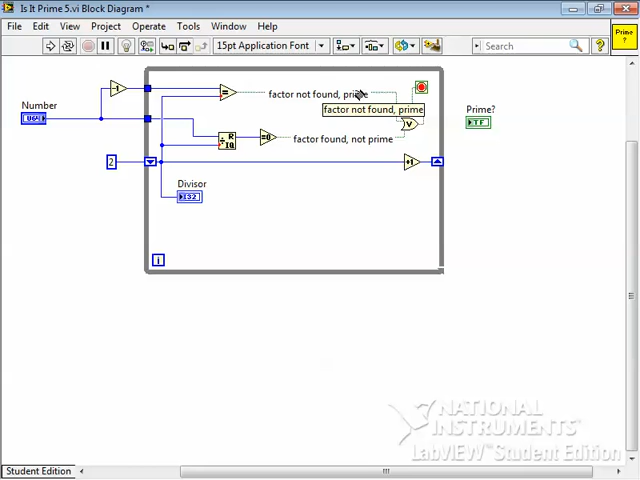 Is It Prime 5.vi Block Diagram *
File Edit View Project Operate Tools Window Help
15pt Application Font
Search
Prime
?
-1
=
factor not found, prime
factor not found, prime
V
Number
U64
R
IQ
=0
factor found, not prime
Prime?
TF
2
+1
Divisor
I32
i
NATIONAL
INSTRUMENTS
LabVIEW Student Edition
Student Edition